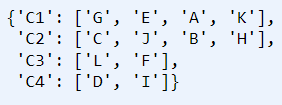 {'C1': ['G', 'E', 'A', 'K'],
'C2': ['C', 'J', 'B', 'H'],
'C3': ['L', 'F'],
'C4': ['D', 'I']}